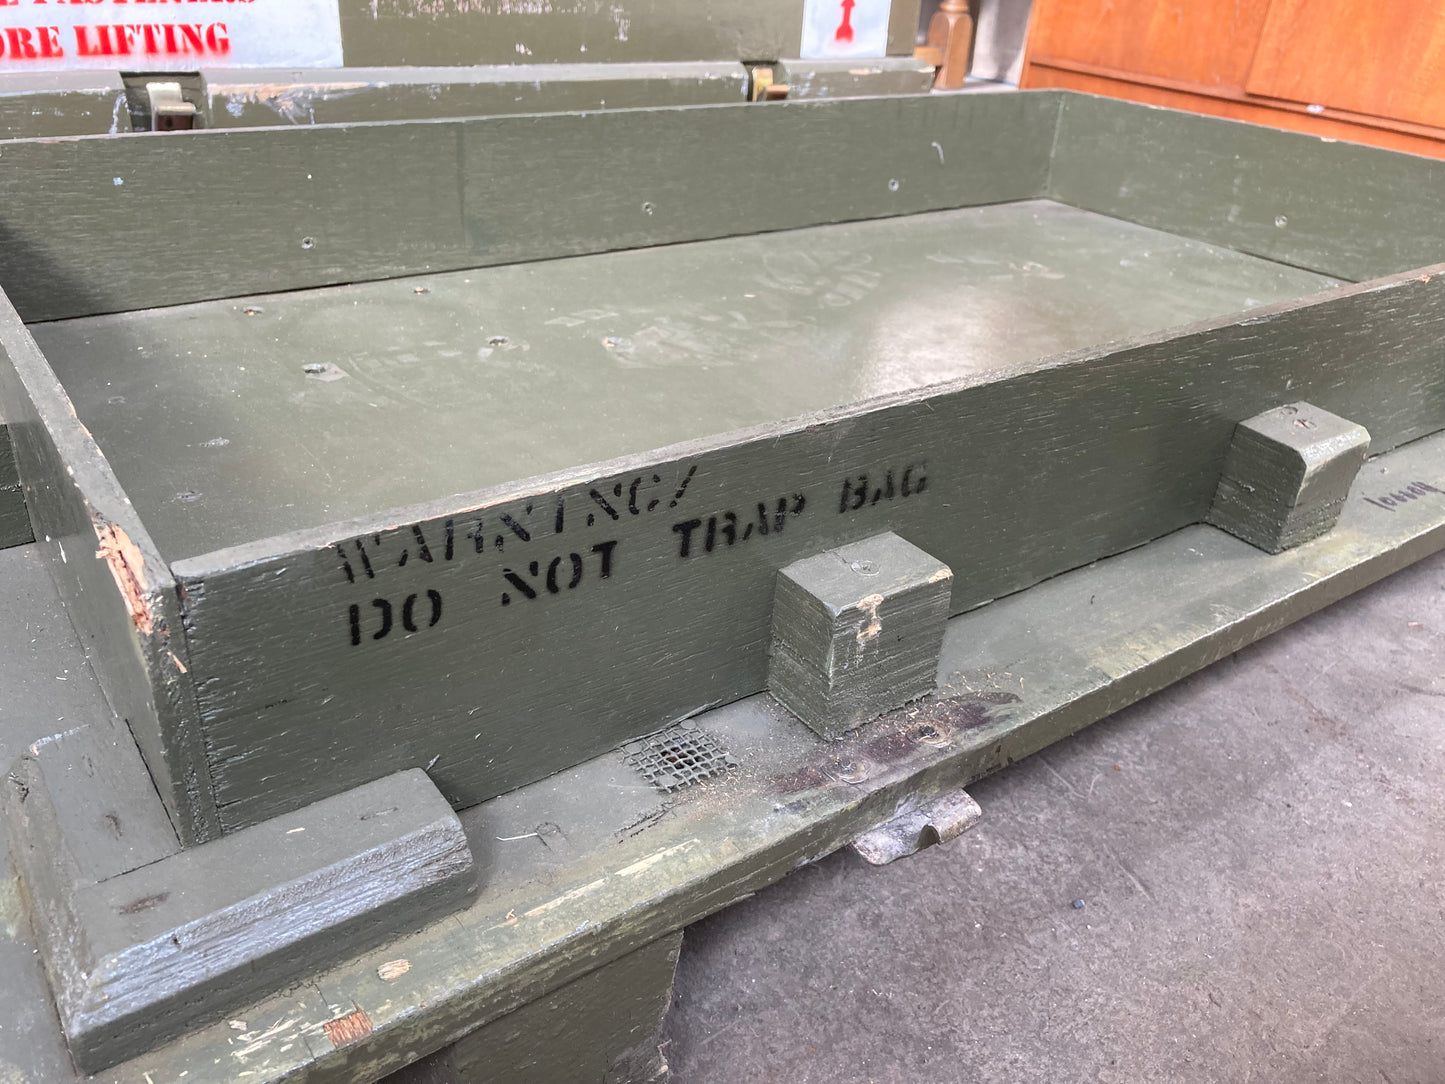 ORE LIFTING
WARNING!
DO NOT TRAP BAG